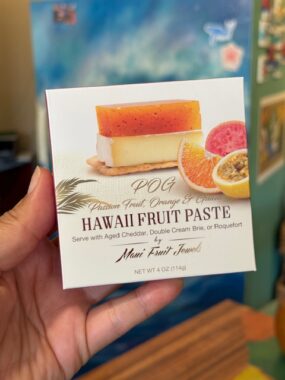 POG
Passion Fruit, Orange & Guava
HAWAII FRUIT PASTE
Serve with Aged Cheddar, Double Cream Brie, or Roquefort
by
Maui Fruit Jewels
NET WT 4 OZ (114g)